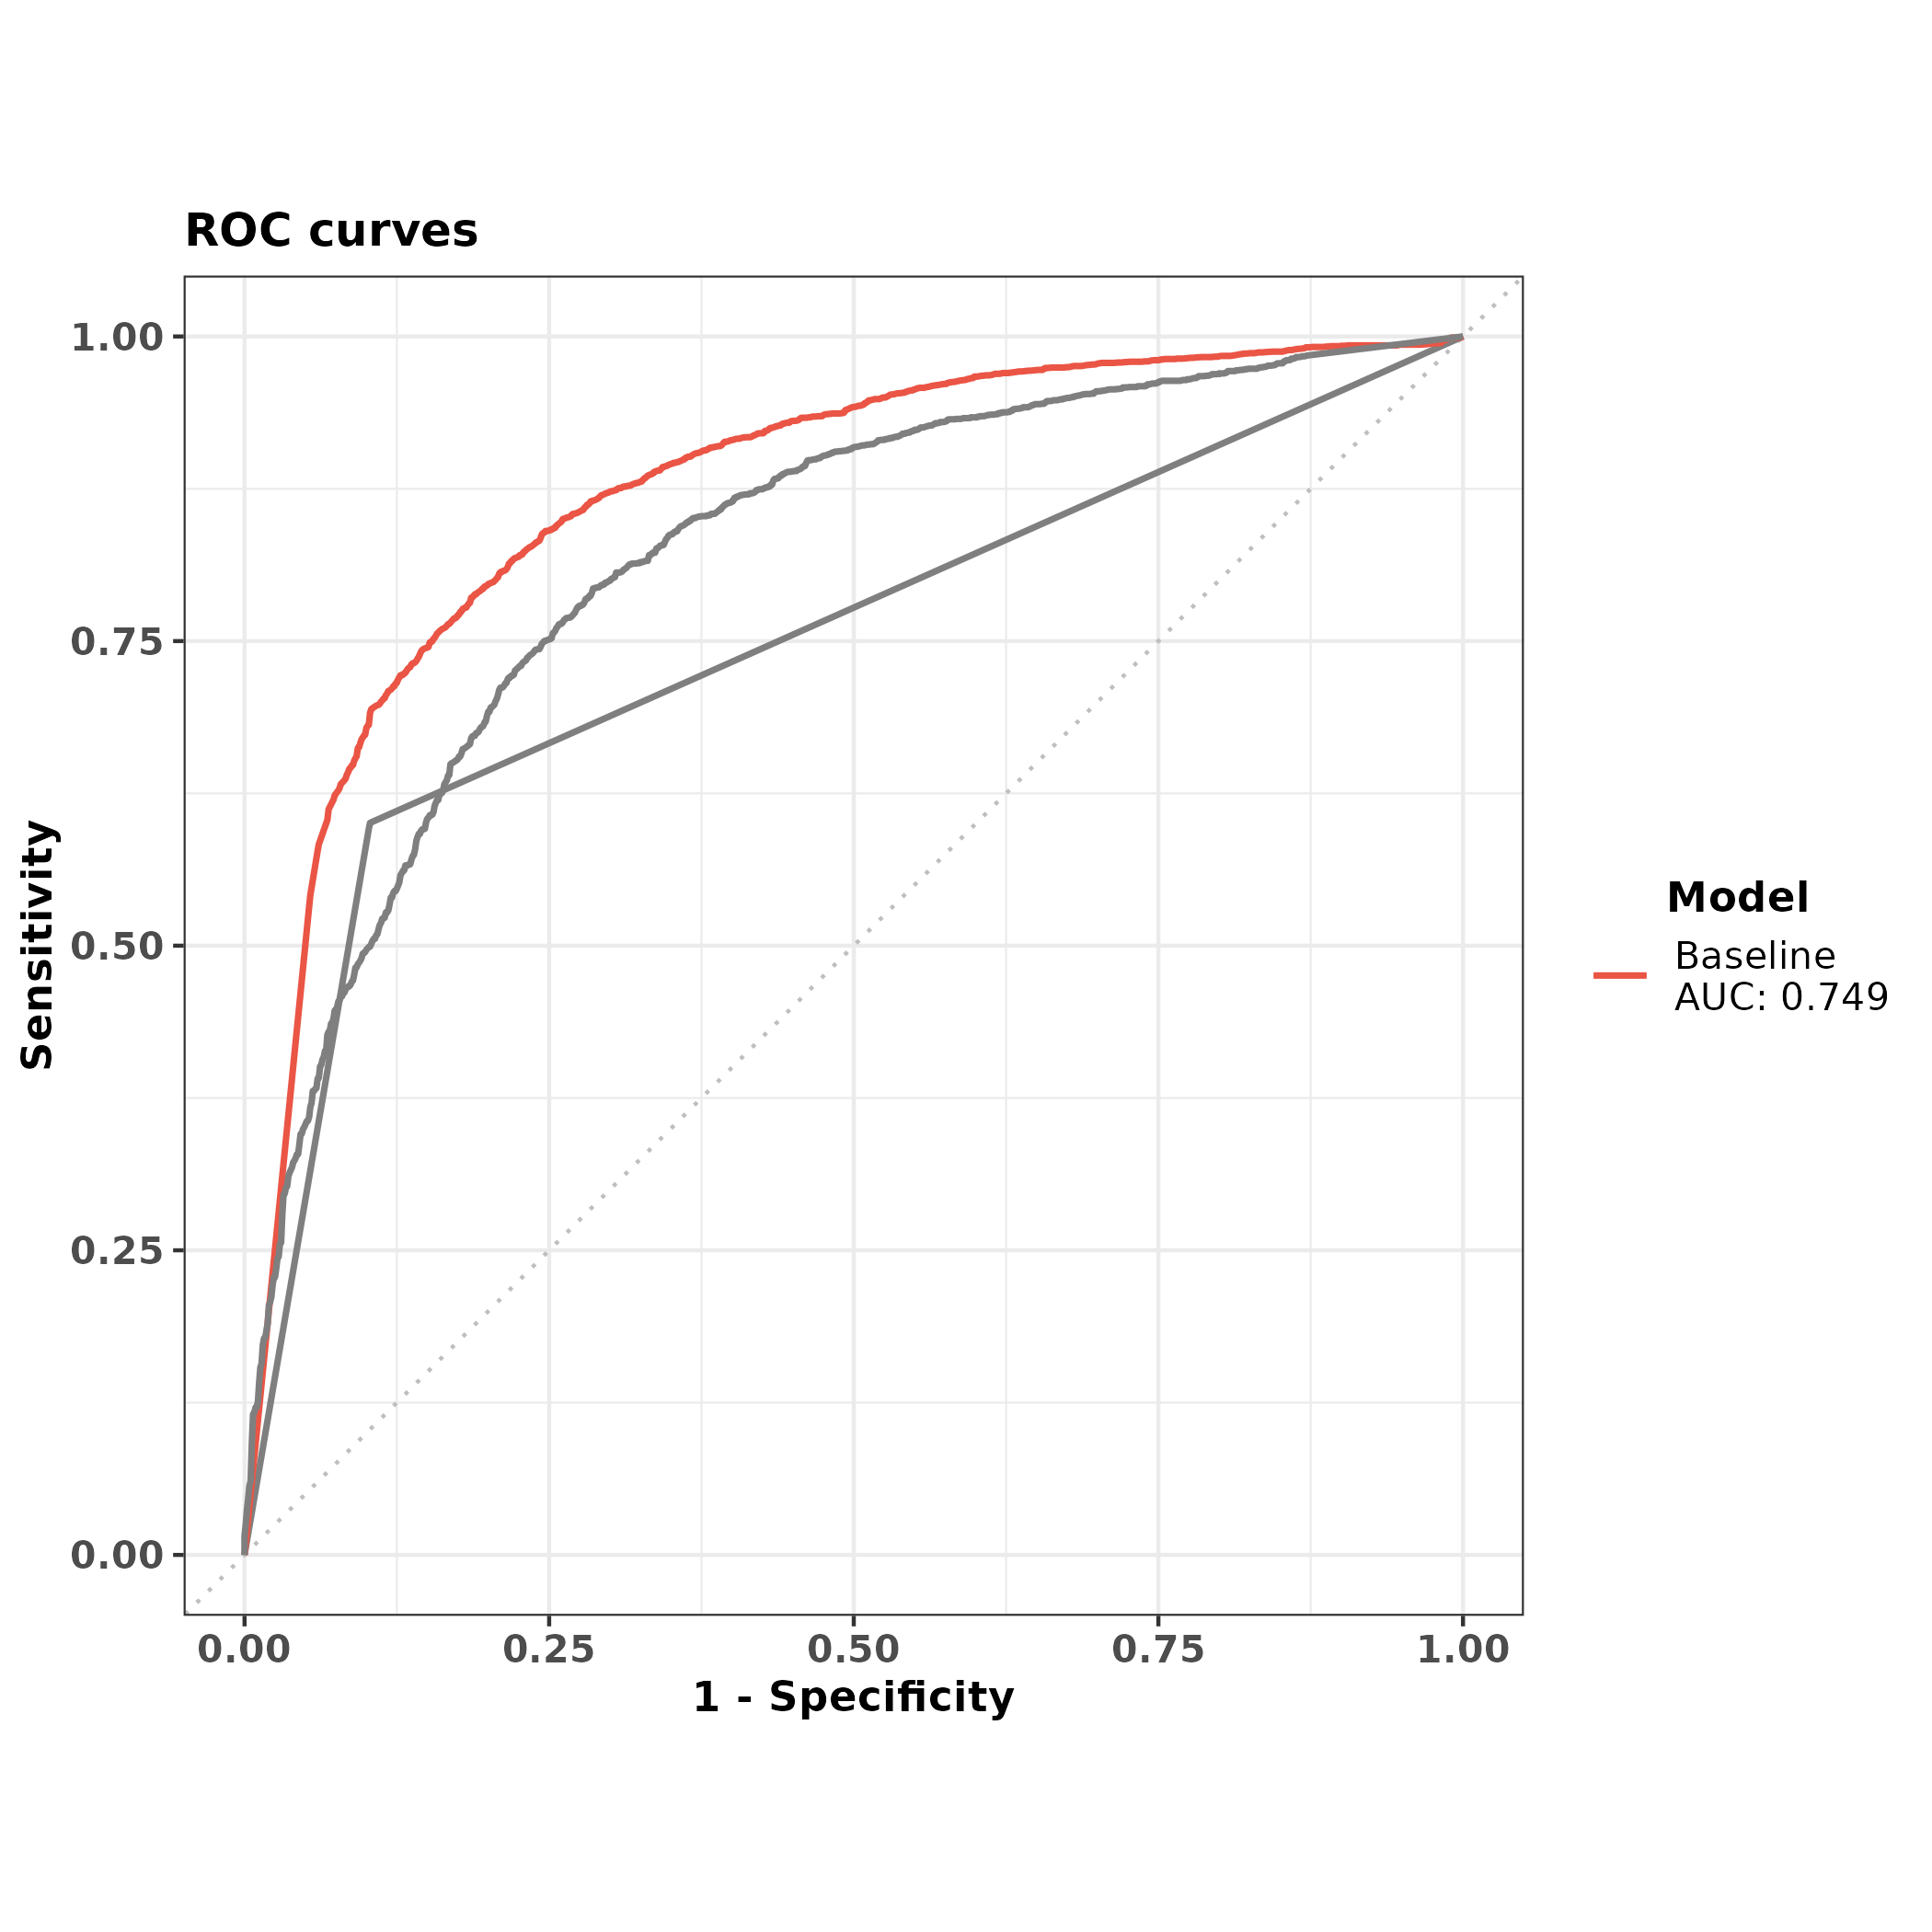 ROC curves
1.00
0.75
0.50
0.25
0.00
Sensitivity
0.00 0.25 0.50 0.75 1.00
1 - Specificity
Model
Baseline
AUC: 0.749